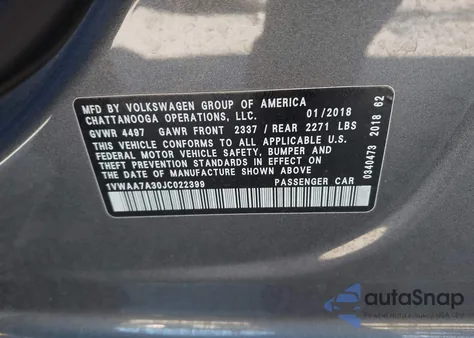 MFD BY VOLKSWAGEN GROUP OF AMERICA
CHATTANOOGA OPERATIONS, LLC. 01/2018
GVWR 4497 GAWR FRONT 2337 / REAR 2271 LBS
THIS VEHICLE CONFORMS TO ALL APPLICABLE
FEDERAL MOTOR VEHICLE SAFETY, BUMPER AND
THEFT PREVENTION STANDARDS IN EFFECT ON THE
DATE OF MANUFACTURE SHOWN ABOVE.
1VWAA7A30JC022399 PASSENGER CAR
0340473 2018 62
autoSnap